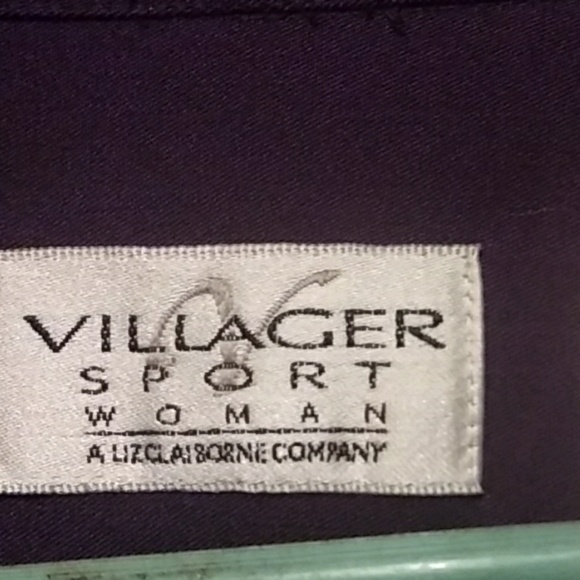 VILLAGER
SPORT
WOMAN
A LIZ CLAIBORNE COMPANY